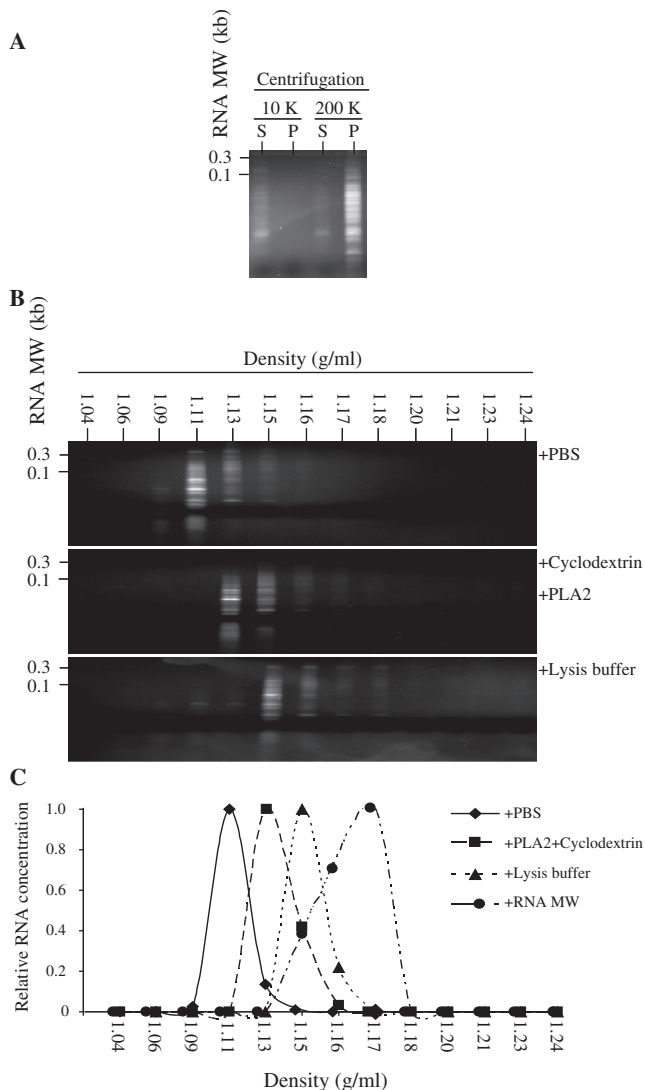 A
RNA MW (kb)
Centrifugation
10 K 200 K
S P S P
0.3
0.1
B
RNA MW (kb)
Density (g/ml)
1.04 1.06 1.09 1.11 1.13 1.15 1.16 1.17 1.18 1.20 1.21 1.23 1.24
0.3
0.1
+PBS
0.3
0.1
+Cyclodextrin
+PLA2
0.3
0.1
+Lysis buffer
C
Relative RNA concentration
1.0
0.8
0.6
0.4
0.2
0
+PBS
+PLA2+Cyclodextrin
+Lysis buffer
+RNA MW
1.04 1.06 1.09 1.11 1.13 1.15 1.16 1.17 1.18 1.20 1.21 1.23 1.24
Density (g/ml)